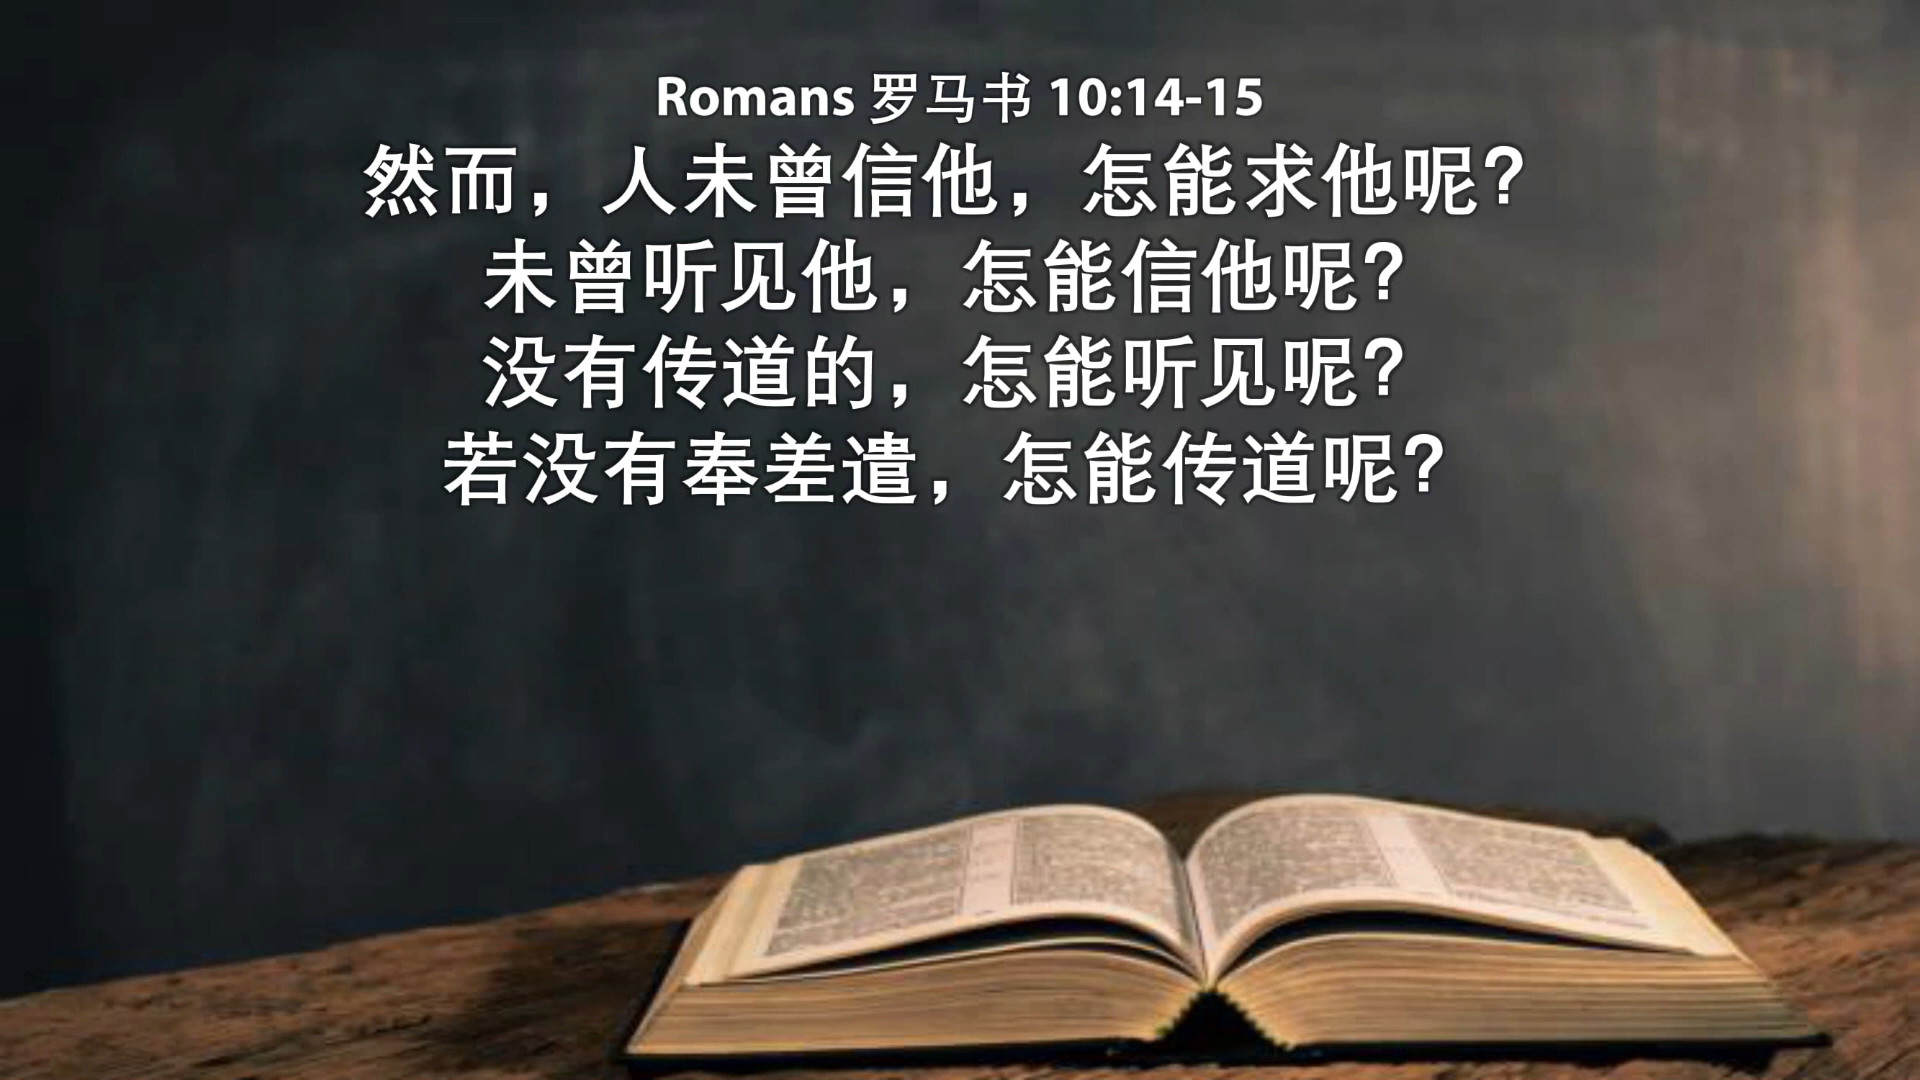 Romans 罗马书 10:14-15
然而，人未曾信他，怎能求他呢？
未曾听见他，怎能信他呢？
没有传道的，怎能听见呢？
若没有奉差遣，怎能传道呢？